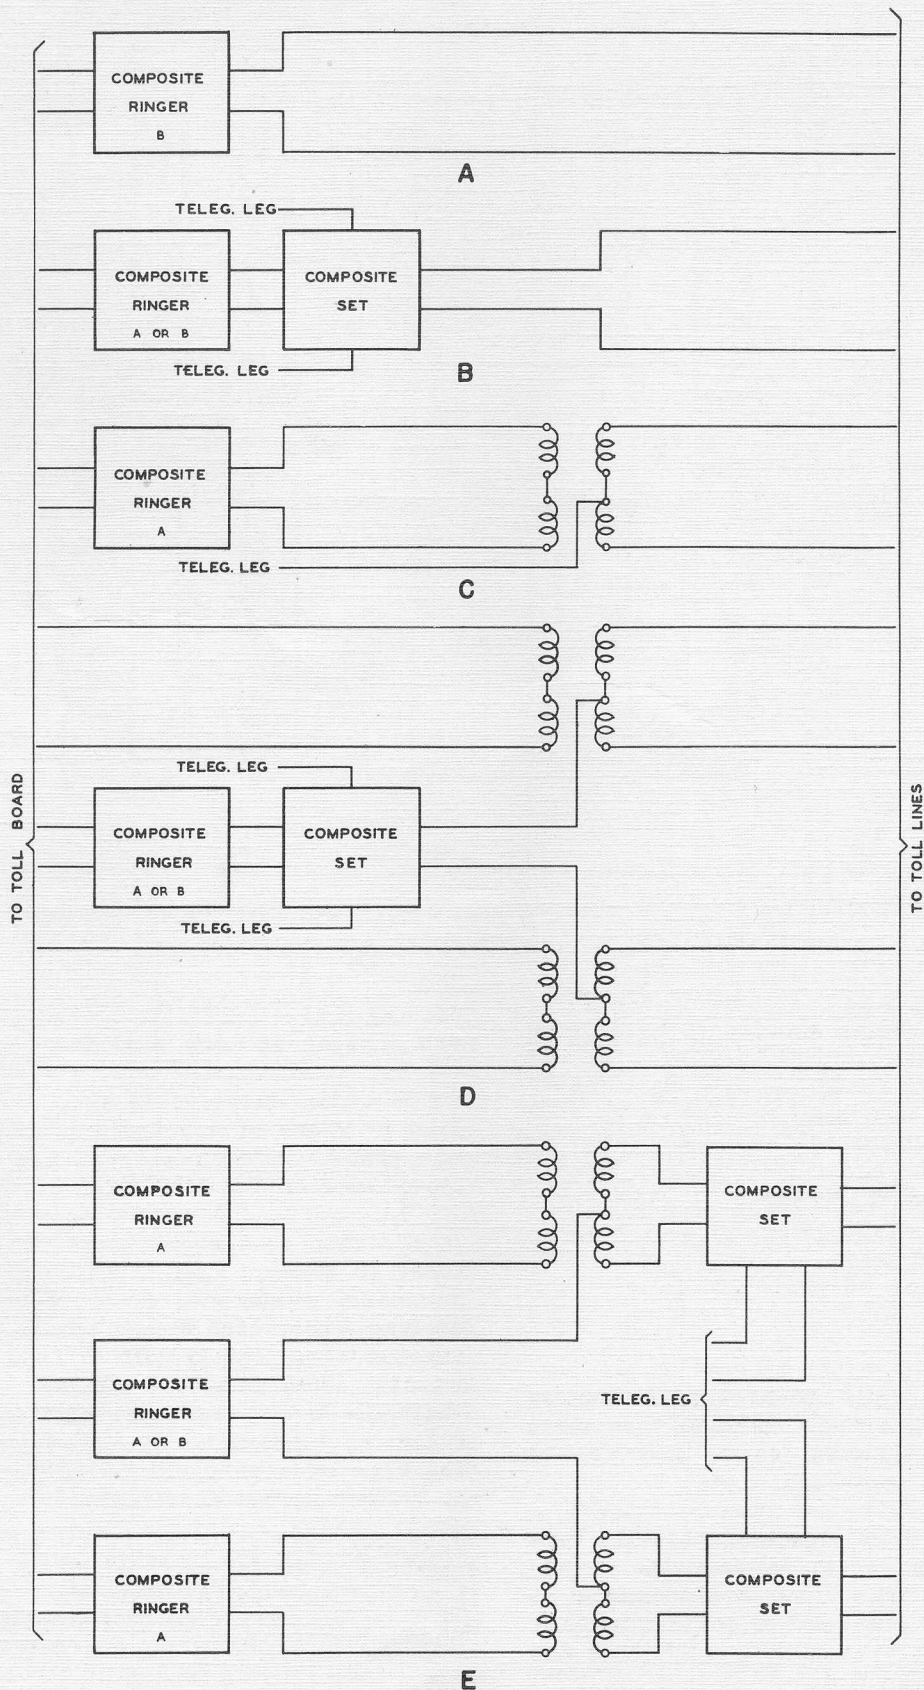 COMPOSITE
RINGER
B
A
TELEG. LEG
COMPOSITE
RINGER
A OR B
COMPOSITE
SET
TELEG. LEG
B
COMPOSITE
RINGER
A
TELEG. LEG
C
TO TOLL BOARD
TO TOLL LINES
TELEG. LEG
COMPOSITE
RINGER
A OR B
COMPOSITE
SET
TELEG. LEG
D
COMPOSITE
RINGER
A
COMPOSITE
SET
COMPOSITE
RINGER
A OR B
TELEG. LEG
COMPOSITE
RINGER
A
COMPOSITE
SET
E